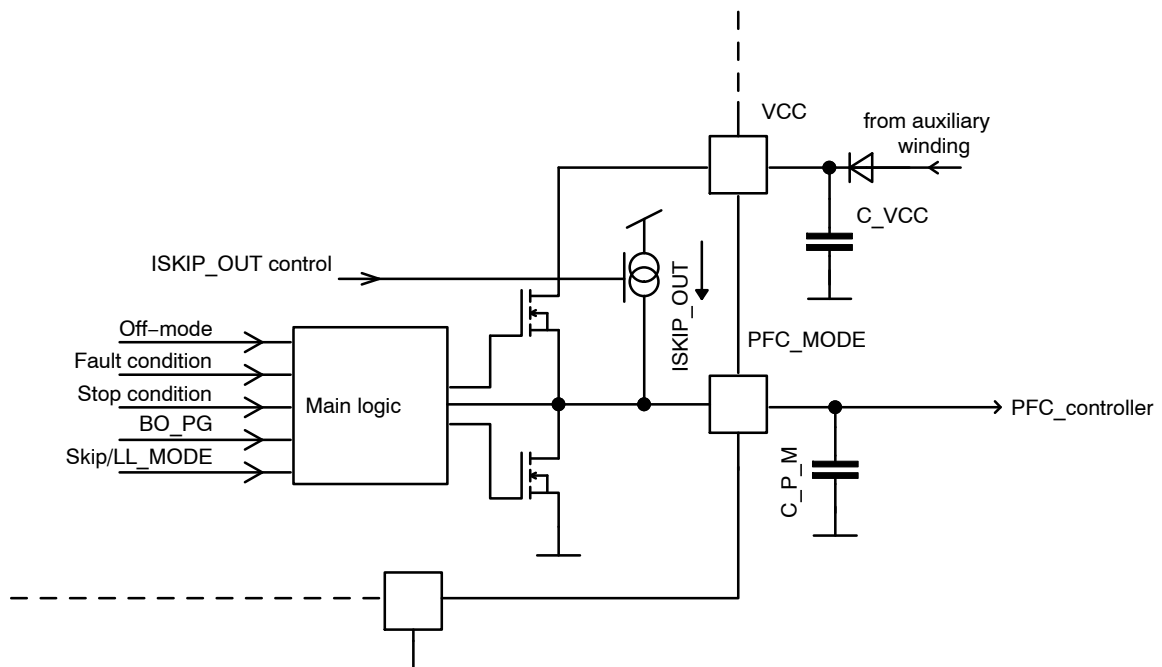 VCC
from auxiliary
winding
C_VCC
ISKIP_OUT control
ISKIP_OUT
PFC_MODE
Off−mode
Fault condition
Stop condition
BO_PG
Skip/LL_MODE
Main logic
PFC_controller
C_P_M